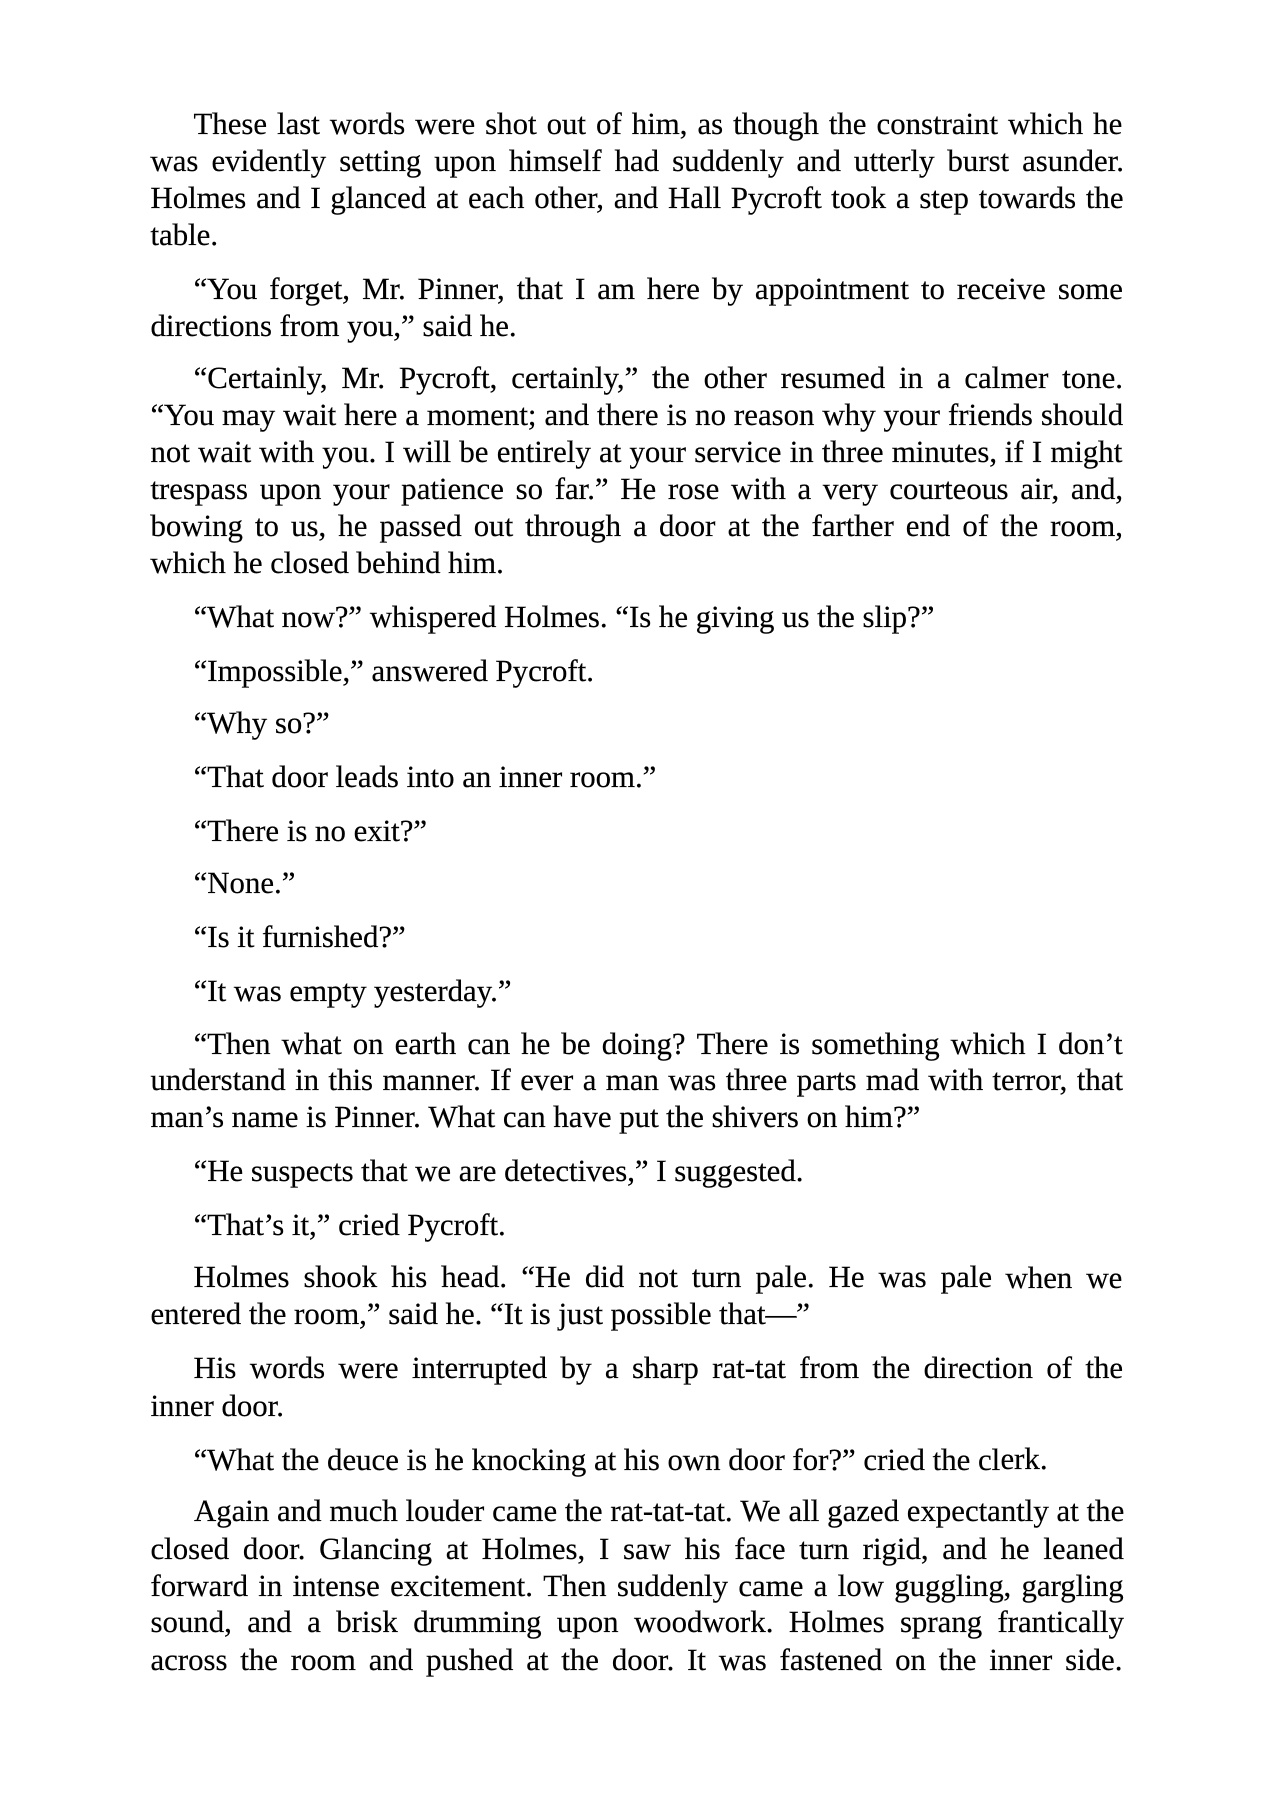 These last words were shot out of him, as though the constraint which he
was evidently setting upon himself had suddenly and utterly burst asunder.
Holmes and I glanced at each other, and Hall Pycroft took a step towards the
table.
“You forget, Mr. Pinner, that I am here by appointment to receive some
directions from you,” said he.
“Certainly, Mr. Pycroft, certainly,” the other resumed in a calmer tone.
“You may wait here a moment; and there is no reason why your friends should
not wait with you. I will be entirely at your service in three minutes, if I might
trespass upon your patience so far.” He rose with a very courteous air, and,
bowing to us, he passed out through a door at the farther end of the room,
which he closed behind him.
“What now?” whispered Holmes. “Is he giving us the slip?”
“Impossible,” answered Pycroft.
“Why so?”
“That door leads into an inner room.”
“There is no exit?”
“None.”
“Is it furnished?”
“It was empty yesterday.”
“Then what on earth can he be doing? There is something which I don’t
understand in this manner. If ever a man was three parts mad with terror, that
man’s name is Pinner. What can have put the shivers on him?”
“He suspects that we are detectives,” I suggested.
“That’s it,” cried Pycroft.
Holmes shook his head. “He did not turn pale. He was pale when we
entered the room,” said he. “It is just possible that—”
His words were interrupted by a sharp rat-tat from the direction of the
inner door.
“What the deuce is he knocking at his own door for?” cried the clerk.
Again and much louder came the rat-tat-tat. We all gazed expectantly at the
closed door. Glancing at Holmes, I saw his face turn rigid, and he leaned
forward in intense excitement. Then suddenly came a low guggling, gargling
sound, and a brisk drumming upon woodwork. Holmes sprang frantically
across the room and pushed at the door. It was fastened on the inner side.